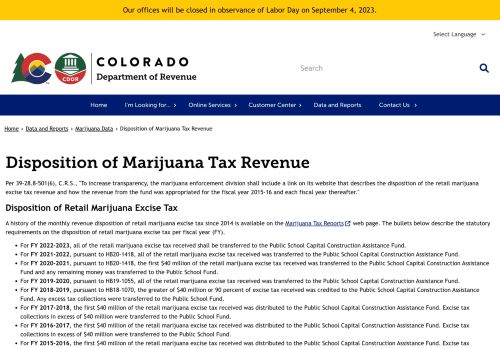 Our offices will be closed in observance of Labor Day on September 4, 2023.
Select Language
COLORADO
Department of Revenue
CDOR
Search
Home I'm Looking for... Online Services Customer Center Data and Reports Contact Us
Home › Data and Reports › Marijuana Data › Disposition of Marijuana Tax Revenue
Disposition of Marijuana Tax Revenue
Per 39-28.8-501(6), C.R.S., "To increase transparency, the marijuana enforcement division shall include a link on its website that describes the disposition of the retail marijuana
excise tax revenue and how the revenue from the fund was appropriated for the fiscal year 2015-16 and each fiscal year thereafter."
Disposition of Retail Marijuana Excise Tax
A history of the monthly revenue disposition of retail marijuana excise tax since 2014 is available on the Marijuana Tax Reports web page. The bullets below describe the statutory
requirements on the disposition of retail marijuana excise tax per fiscal year (FY).
• For FY 2022-2023, all of the retail marijuana excise tax received shall be transferred to the Public School Capital Construction Assistance Fund.
• For FY 2021-2022, pursuant to HB20-1418, all of the retail marijuana excise tax received was transferred to the Public School Capital Construction Assistance Fund.
• For FY 2020-2021, pursuant to HB20-1418, the first $40 million of the retail marijuana excise tax received was transferred to the Public School Capital Construction Assistance
Fund and any remaining money was transferred to the Public School Fund.
• For FY 2019-2020, pursuant to HB19-1055, all of the retail marijuana excise tax received was transferred to the Public School Capital Construction Assistance Fund.
• For FY 2018-2019, pursuant to HB18-1070, the greater of $40 million or 90 percent of excise tax received was credited to the Public School Capital Construction Assistance
Fund. Any excess tax collections were transferred to the Public School Fund.
• For FY 2017-2018, the first $40 million of the retail marijuana excise tax received was distributed to the Public School Capital Construction Assistance Fund. Excise tax
collections in excess of $40 million were transferred to the Public School Fund.
• For FY 2016-2017, the first $40 million of the retail marijuana excise tax received was distributed to the Public School Capital Construction Assistance Fund. Excise tax
collections in excess of $40 million were transferred to the Public School Fund.
• For FY 2015-2016, the first $40 million of the retail marijuana excise tax received was distributed to the Public School Capital Construction Assistance Fund. Excise tax